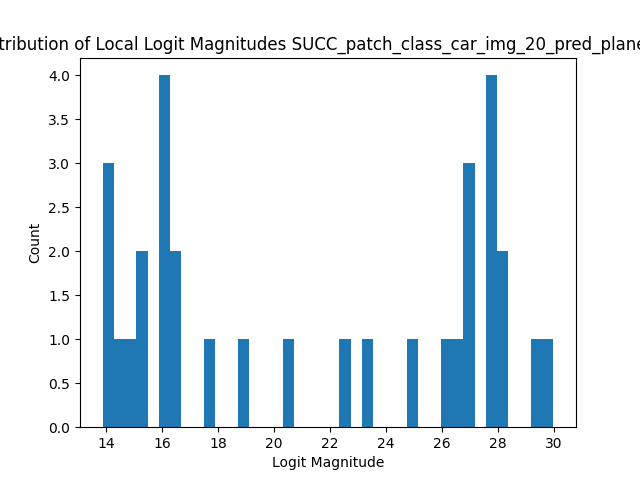 tribution of Local Logit Magnitudes SUCC_patch_class_car_img_20_pred_plane
4.0
3.5
3.0
2.5
2.0
1.5
1.0
0.5
0.0
Count
14 16 18 20 22 24 26 28 30
Logit Magnitude